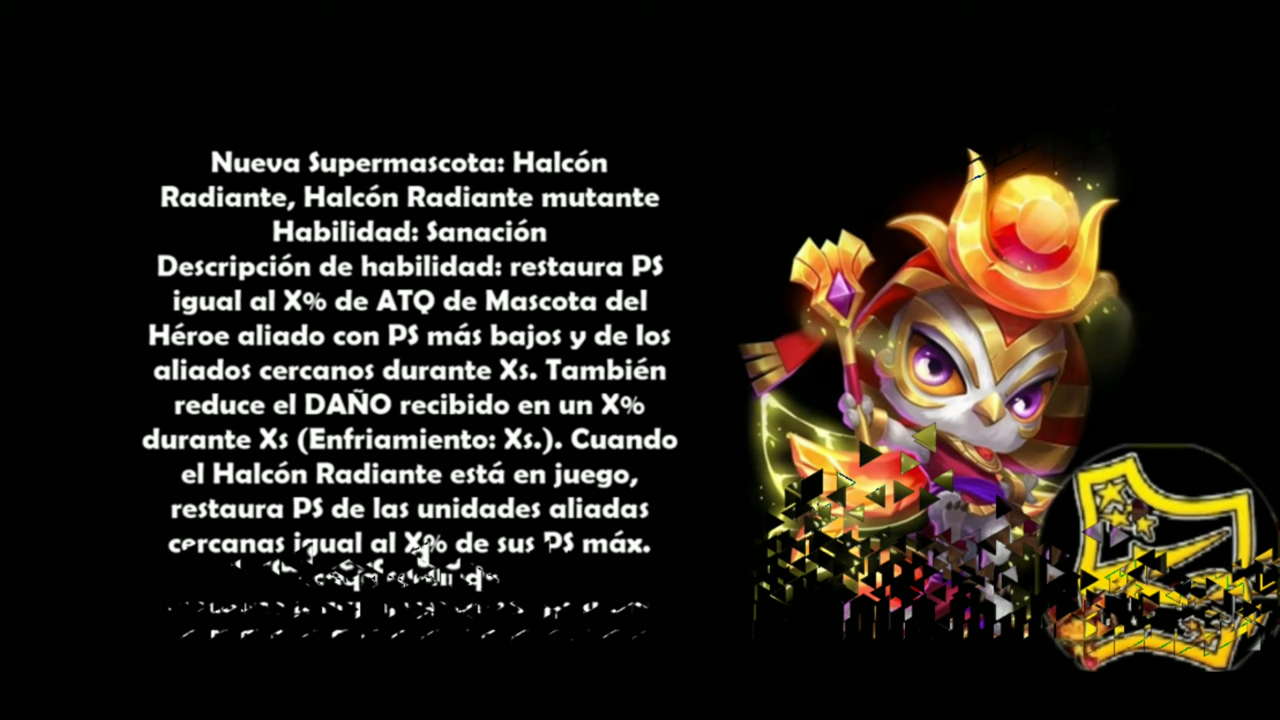 Nueva Supermascota: Halcón
Radiante, Halcón Radiante mutante
Habilidad: Sanación
Descripción de habilidad: restaura PS
igual al X% de ATQ de Mascota del
Héroe aliado con PS más bajos y de los
aliados cercanos durante Xs. También
reduce el DAÑO recibido en un X%
durante Xs (Enfriamiento: Xs.). Cuando
el Halcón Radiante está en juego,
restaura PS de las unidades aliadas
cercanas igual al X% de sus PS máx.